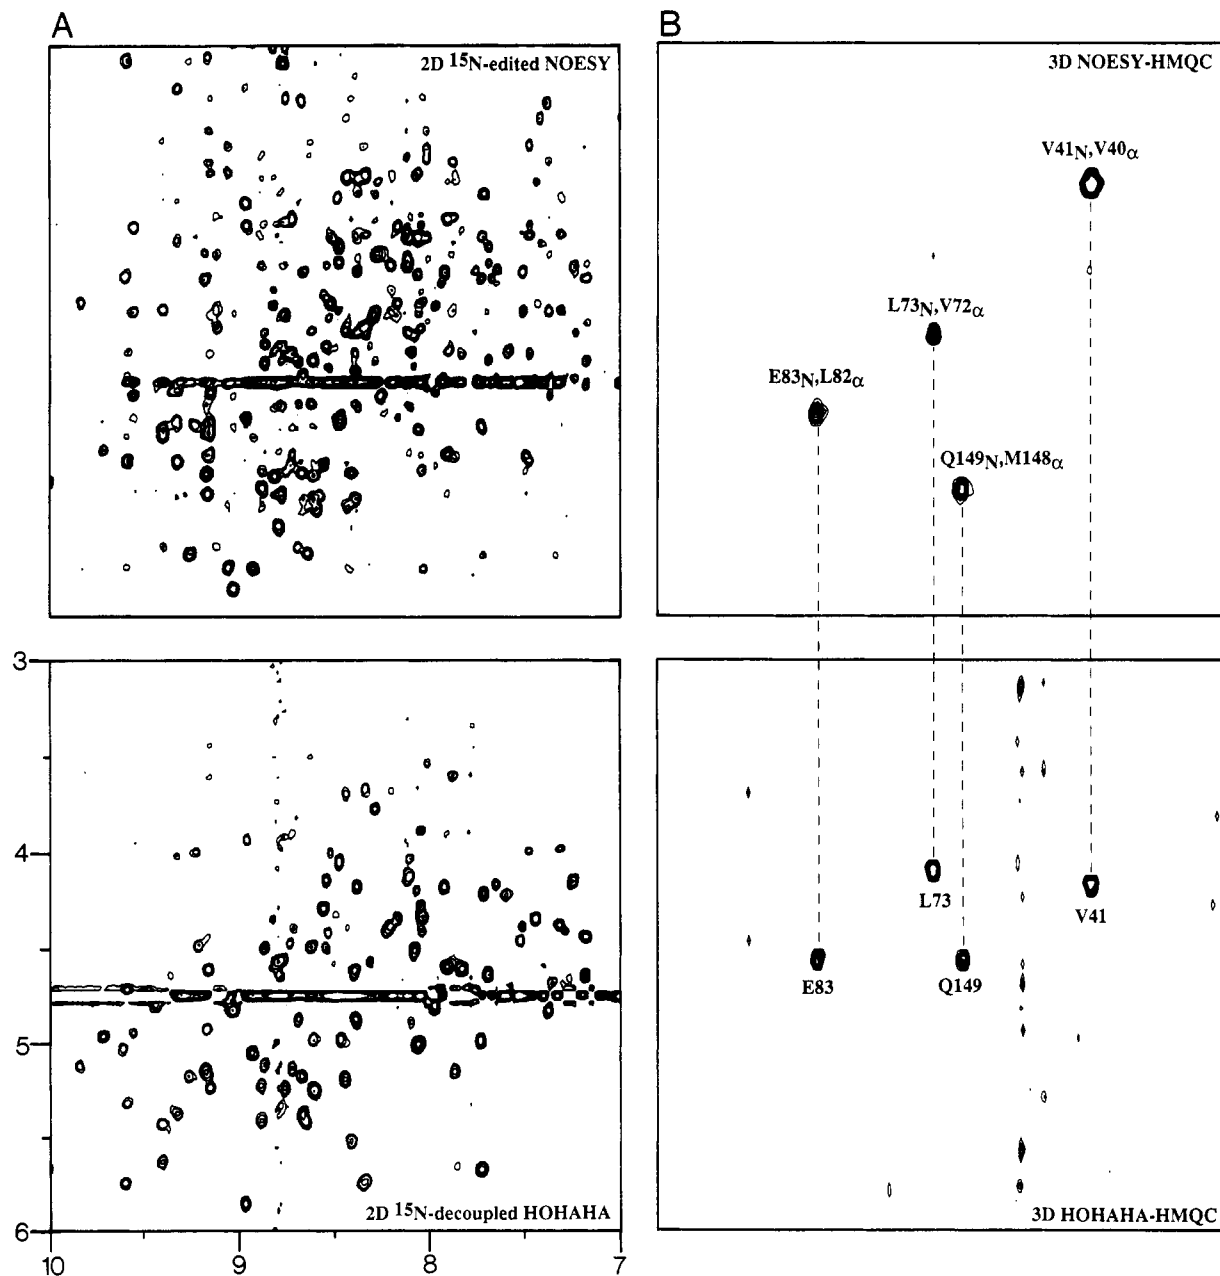 A
B
2D ¹⁵N-edited NOESY
3D NOESY-HMQC
V41N,V40α
L73N,V72α
E83N,L82α
Q149N,M148α
3
4
5
6
L73
V41
E83
Q149
2D ¹⁵N-decoupled HOHAHA
3D HOHAHA-HMQC
10
9
8
7